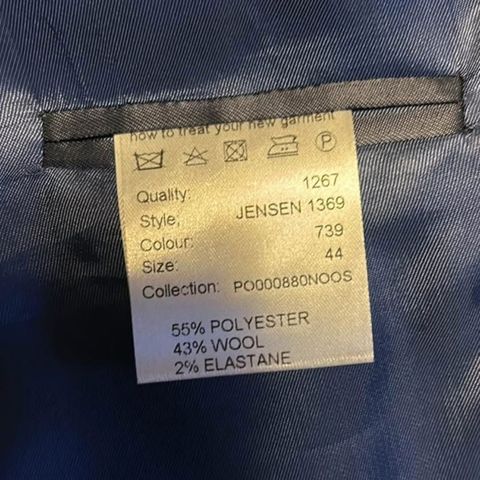 how to treat your new garment
P
Quality: 1267
Style; JENSEN 1369
Colour: 739
Size: 44
Collection: PO000880NOOS
55% POLYESTER
43% WOOL
2% ELASTANE